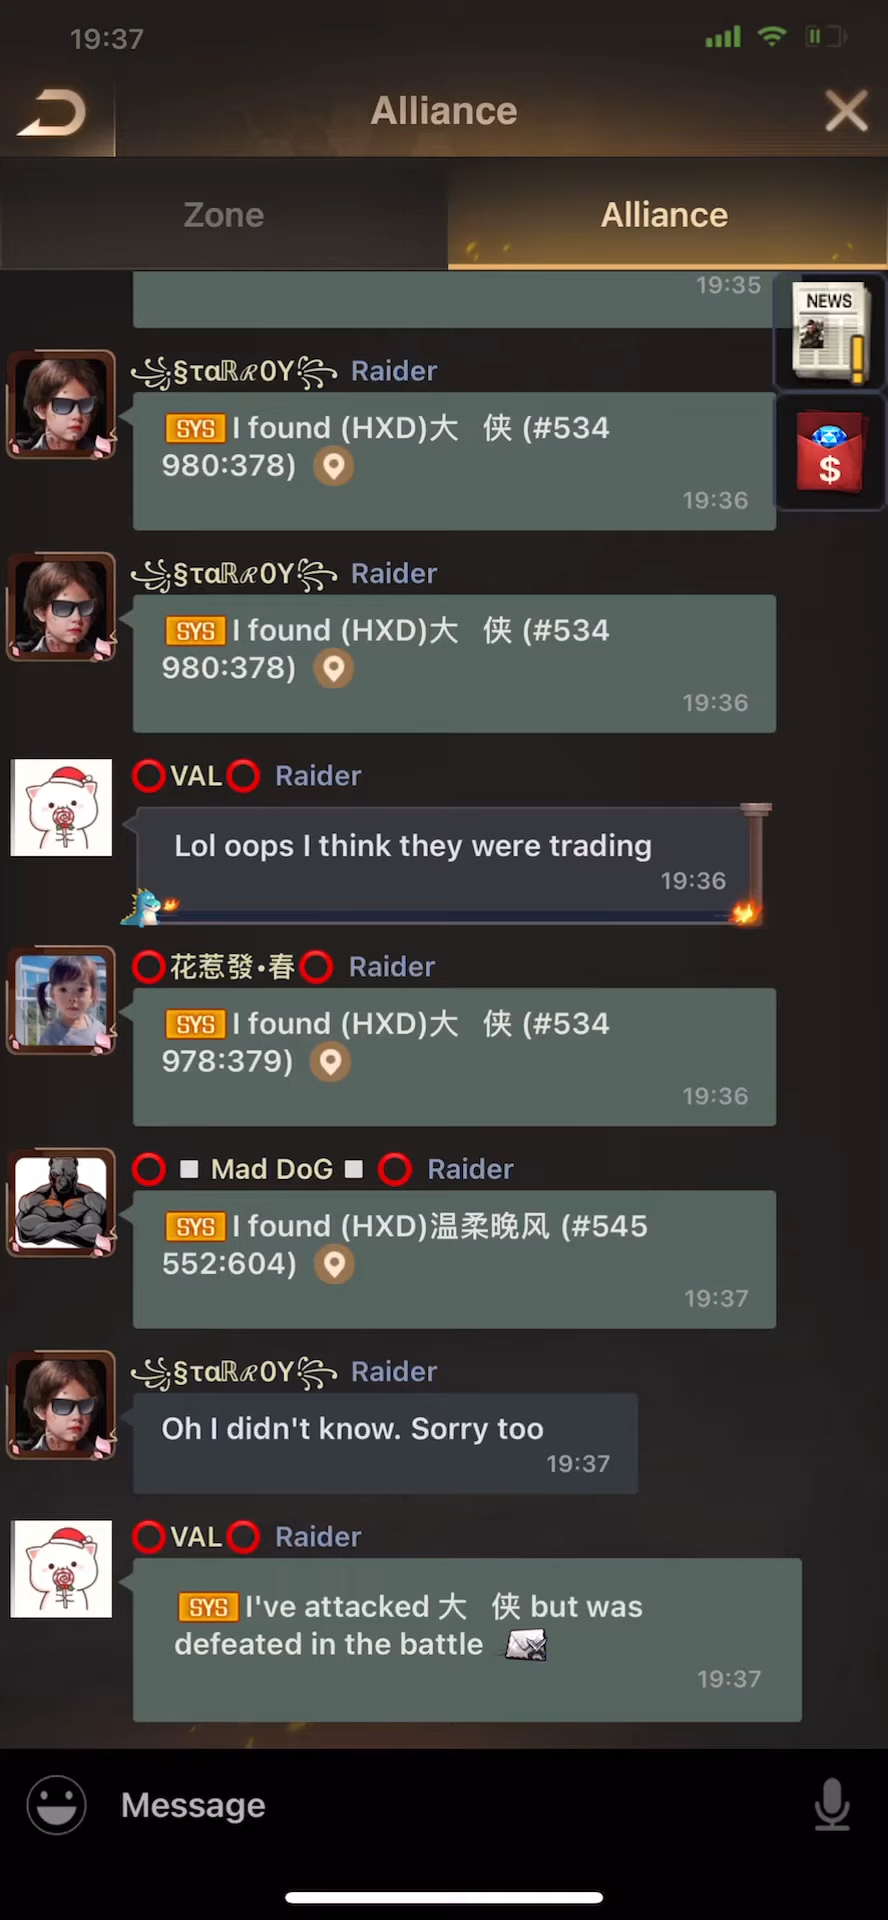 19:37
Alliance
Zone
Alliance
19:35
NEWS
꧁§ταℝ𝓡0Y꧂ Raider
SYS I found (HXD)大 侠 (#534
980:378)
19:36
$
꧁§ταℝ𝓡0Y꧂ Raider
SYS I found (HXD)大 侠 (#534
980:378)
19:36
⭕VAL⭕ Raider
Lol oops I think they were trading
19:36
⭕花惹發•春⭕ Raider
SYS I found (HXD)大 侠 (#534
978:379)
19:36
⭕ ◽ Mad DoG ◽ ⭕ Raider
SYS I found (HXD)温柔晚风 (#545
552:604)
19:37
꧁§ταℝ𝓡0Y꧂ Raider
Oh I didn't know. Sorry too
19:37
⭕VAL⭕ Raider
SYS I've attacked 大 侠 but was
defeated in the battle
19:37
Message